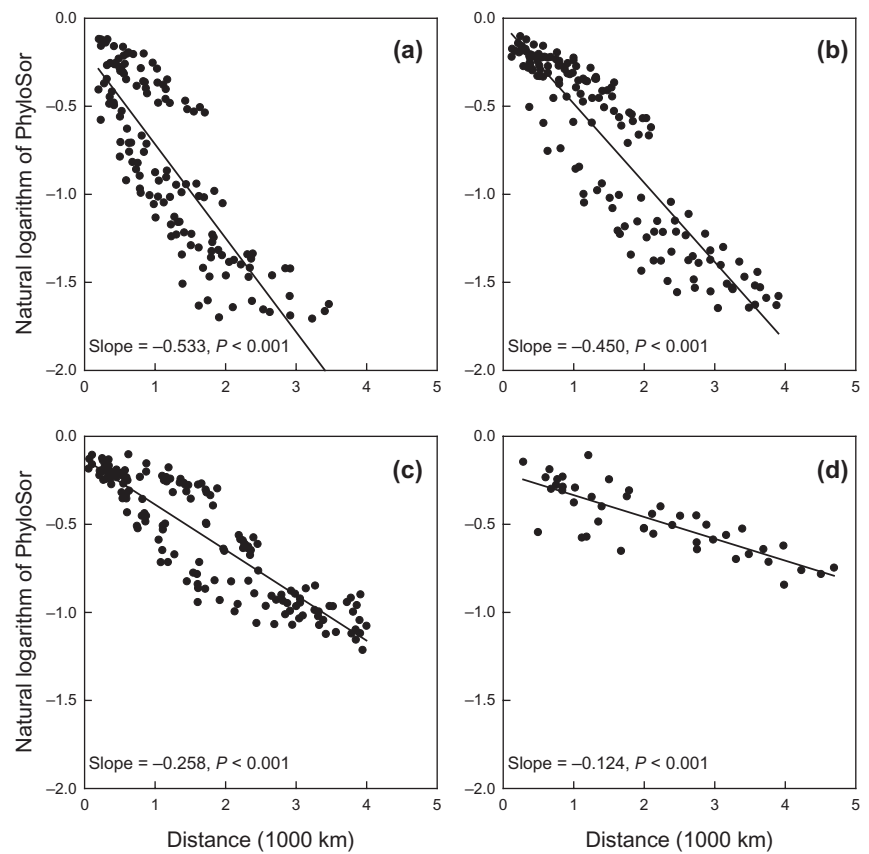 0.0
–0.5
–1.0
–1.5
–2.0
0 1 2 3 4 5
Natural logarithm of PhyloSor
(a)
Slope = –0.533, P < 0.001
0.0
–0.5
–1.0
–1.5
–2.0
0 1 2 3 4 5
(b)
Slope = –0.450, P < 0.001
0.0
–0.5
–1.0
–1.5
–2.0
0 1 2 3 4 5
Natural logarithm of PhyloSor
(c)
Slope = –0.258, P < 0.001
Distance (1000 km)
0.0
–0.5
–1.0
–1.5
–2.0
0 1 2 3 4 5
(d)
Slope = –0.124, P < 0.001
Distance (1000 km)